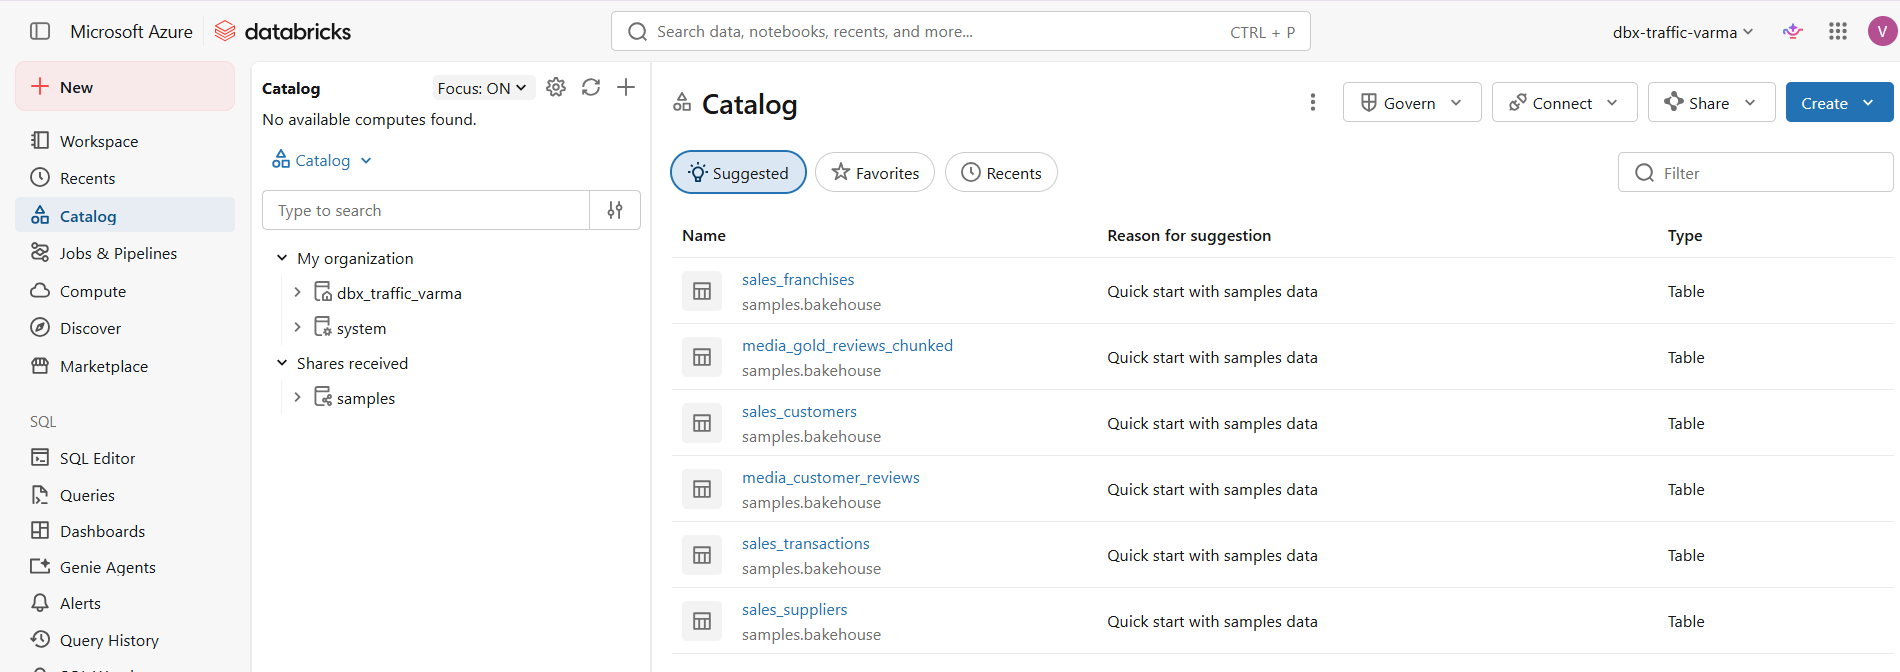 Microsoft Azure databricks Search data, notebooks, recents, and more... CTRL + P dbx-traffic-varma V
New
Workspace
Recents
Catalog
Jobs & Pipelines
Compute
Discover
Marketplace
SQL
SQL Editor
Queries
Dashboards
Genie Agents
Alerts
Query History
Catalog Focus: ON
No available computes found.
Catalog
Type to search
My organization
dbx_traffic_varma
system
Shares received
samples
Catalog Govern Connect Share Create
Suggested Favorites Recents Filter
Name Reason for suggestion Type
sales_franchises
samples.bakehouse Quick start with samples data Table
media_gold_reviews_chunked
samples.bakehouse Quick start with samples data Table
sales_customers
samples.bakehouse Quick start with samples data Table
media_customer_reviews
samples.bakehouse Quick start with samples data Table
sales_transactions
samples.bakehouse Quick start with samples data Table
sales_suppliers
samples.bakehouse Quick start with samples data Table